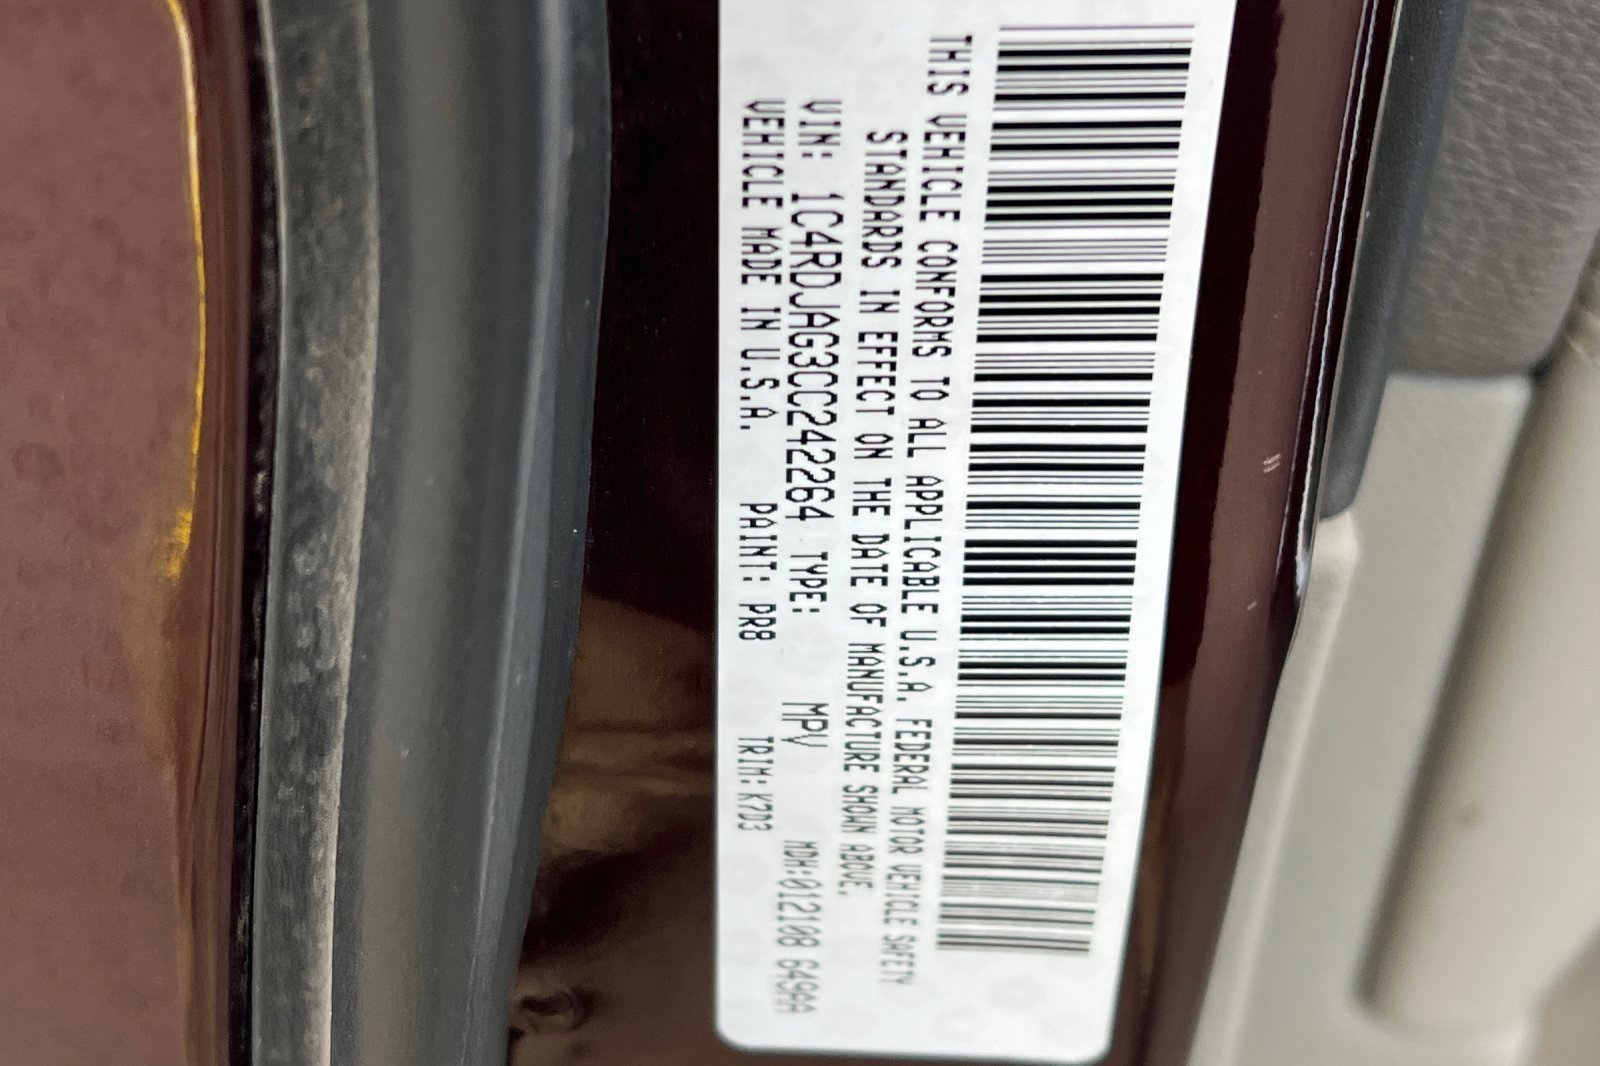 THIS VEHICLE CONFORMS TO ALL APPLICABLE U.S.A. FEDERAL MOTOR VEHICLE SAFETY
STANDARDS IN EFFECT ON THE DATE OF MANUFACTURE SHOWN ABOVE.
VIN: 1C4RDJAG3CC242264 TYPE: MPV MDH:012108 649AA
VEHICLE MADE IN U.S.A. PAINT: PR8 TRIM:K7D3